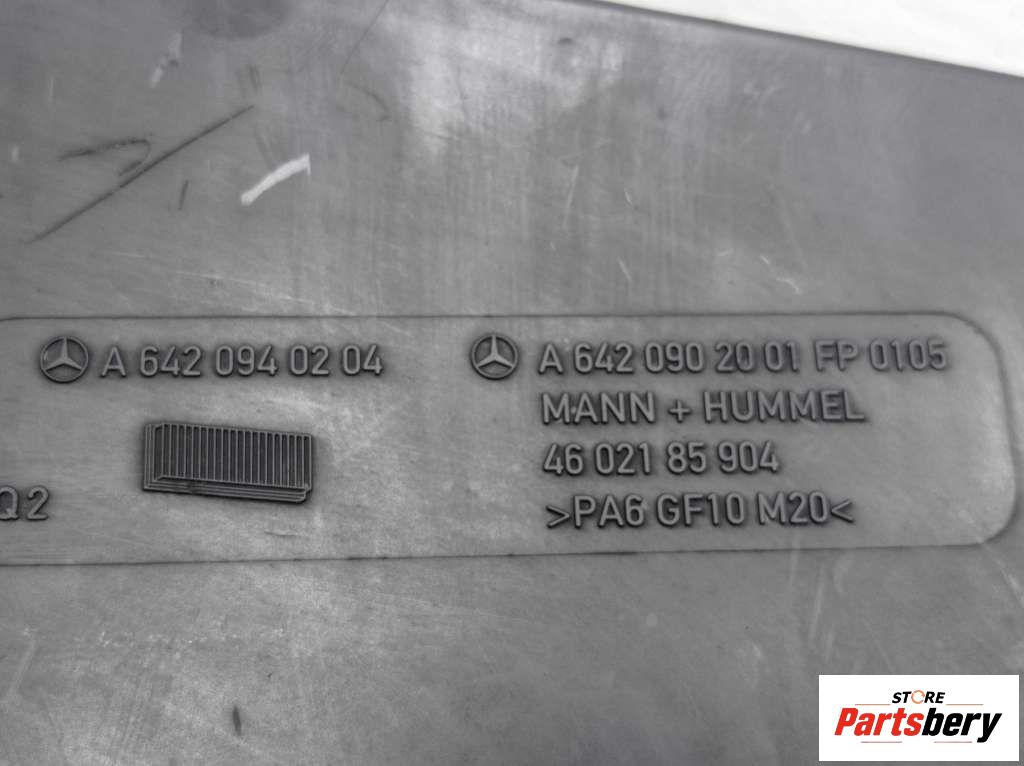 A 642 094 02 04
Q2
A 642 090 20 01 FP 0105
MANN + HUMMEL
46 021 85 904
>PA6 GF10 M20<
STORE
Partsbery